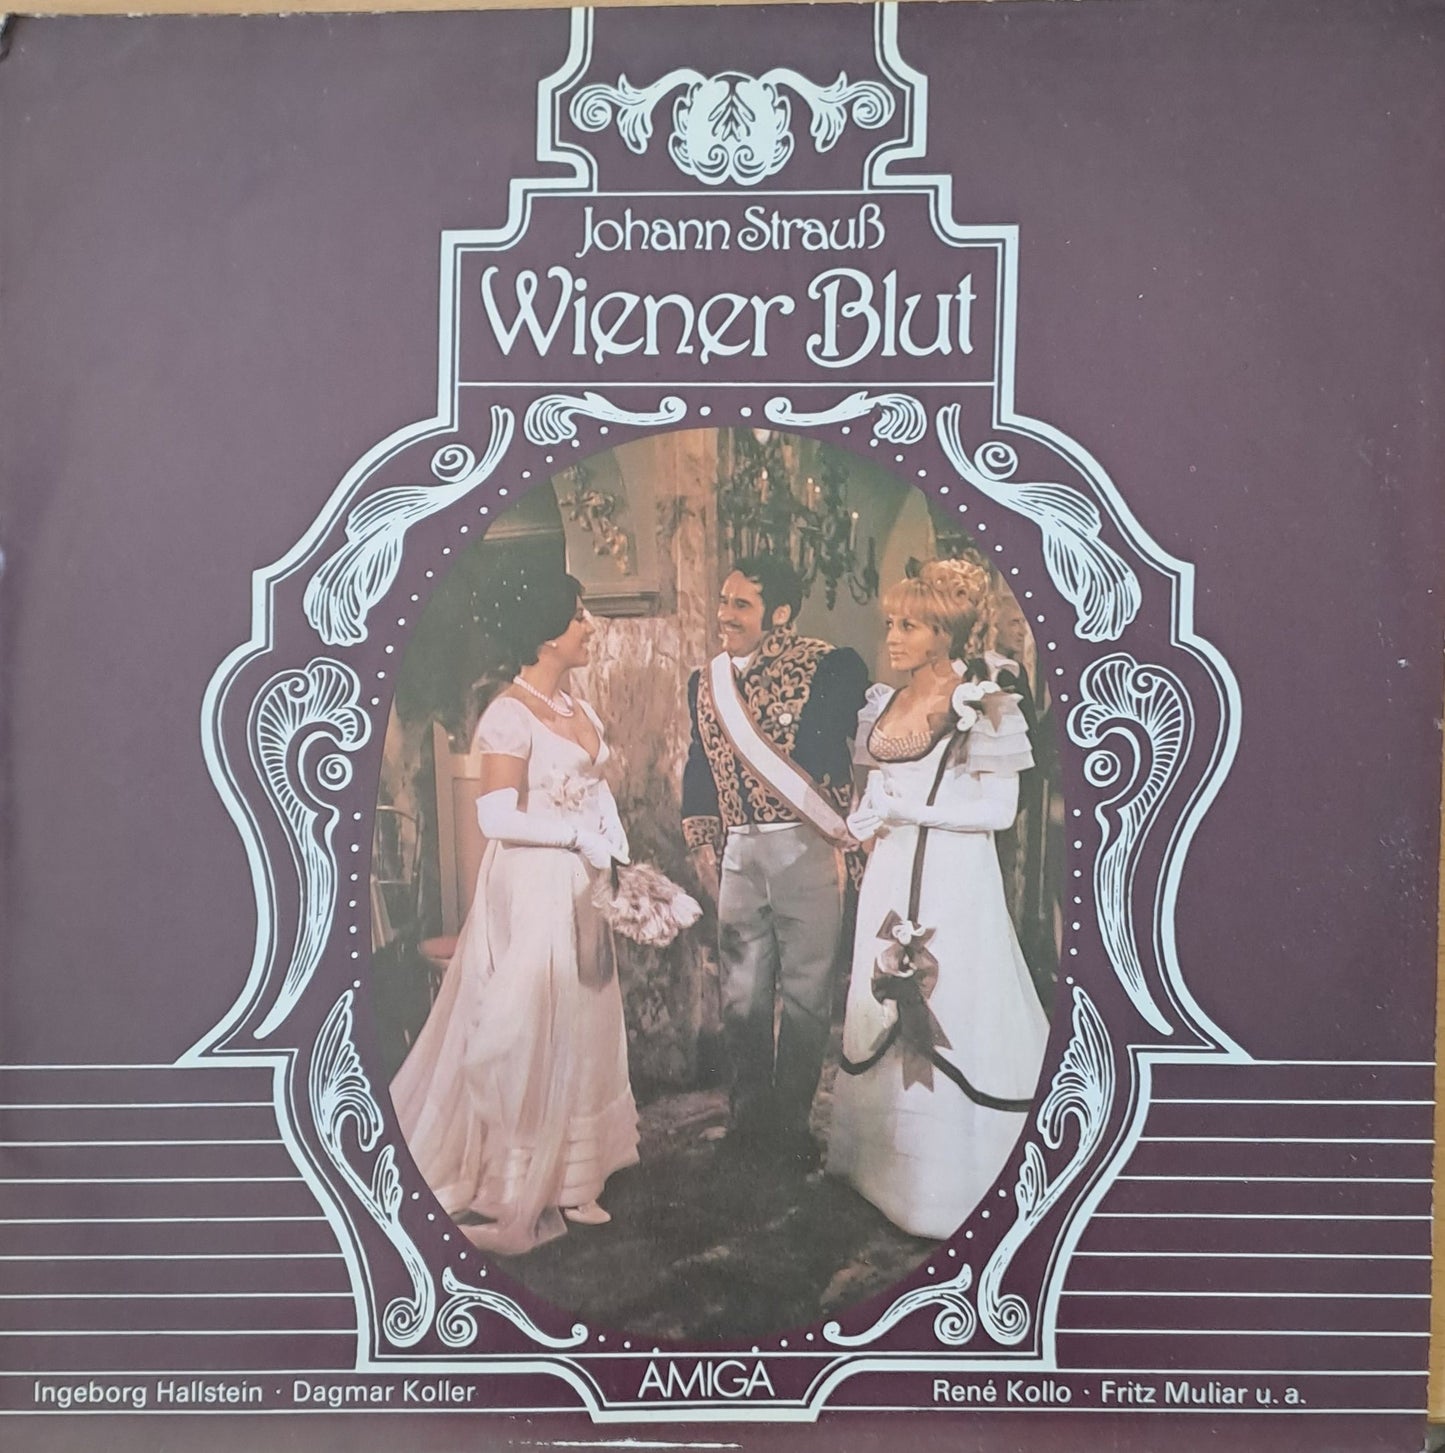 Johann Strauß
Wiener Blut
AMIGA
Ingeborg Hallstein · Dagmar Koller
René Kollo · Fritz Muliar u. a.